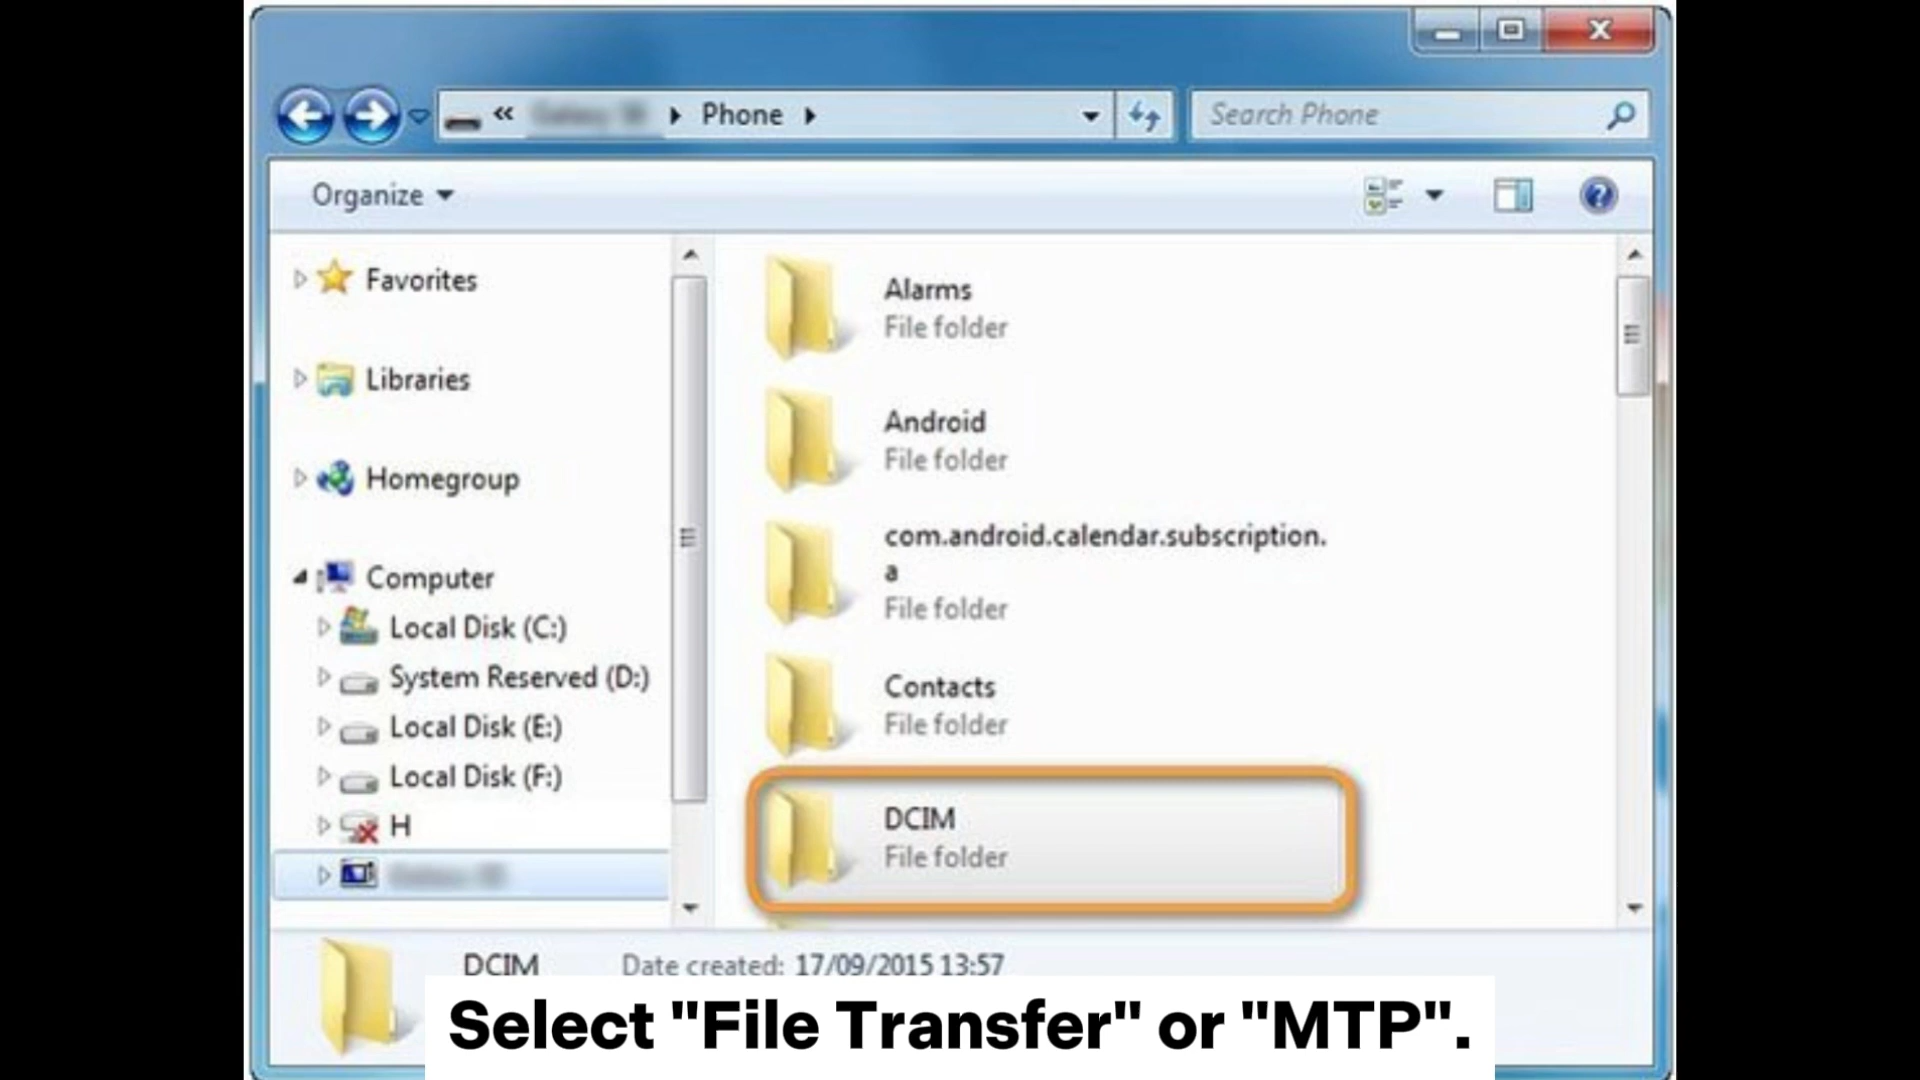 « Phone
Search Phone
Organize
Favorites
Libraries
Homegroup
Computer
Local Disk (C:)
System Reserved (D:)
Local Disk (E:)
Local Disk (F:)
H
Alarms
File folder
Android
File folder
com.android.calendar.subscription.
a
File folder
Contacts
File folder
DCIM
File folder
DCIM Date created: 17/09/2015 13:57
Select "File Transfer" or "MTP".